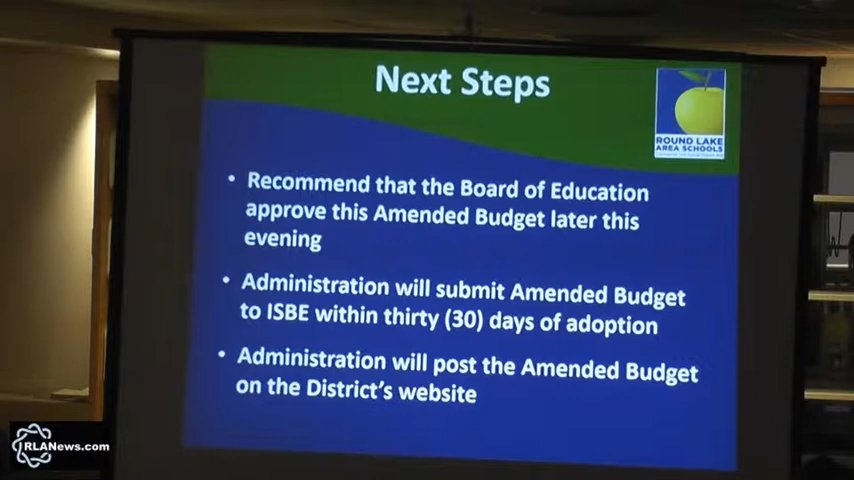 Next Steps
ROUND LAKE
AREA SCHOOLS
• Recommend that the Board of Education
approve this Amended Budget later this
evening
• Administration will submit Amended Budget
to ISBE within thirty (30) days of adoption
• Administration will post the Amended Budget
on the District's website
RLANews.com